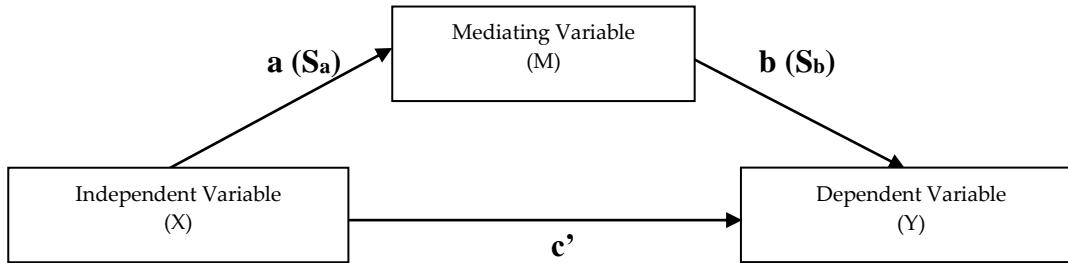 Mediating Variable
(M)
a (Sa)
b (Sb)
Independent Variable
(X)
Dependent Variable
(Y)
c’